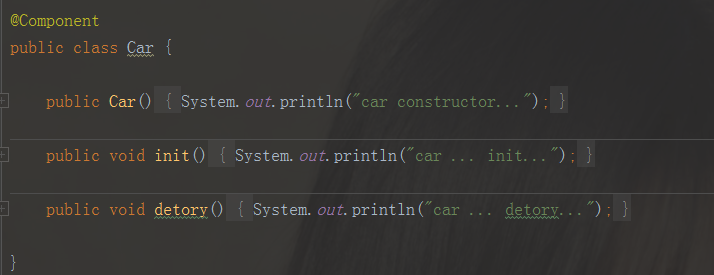 @Component
public class Car {
public Car() { System.out.println("car constructor..."); }
public void init() { System.out.println("car ... init..."); }
public void detory() { System.out.println("car ... detory..."); }
}